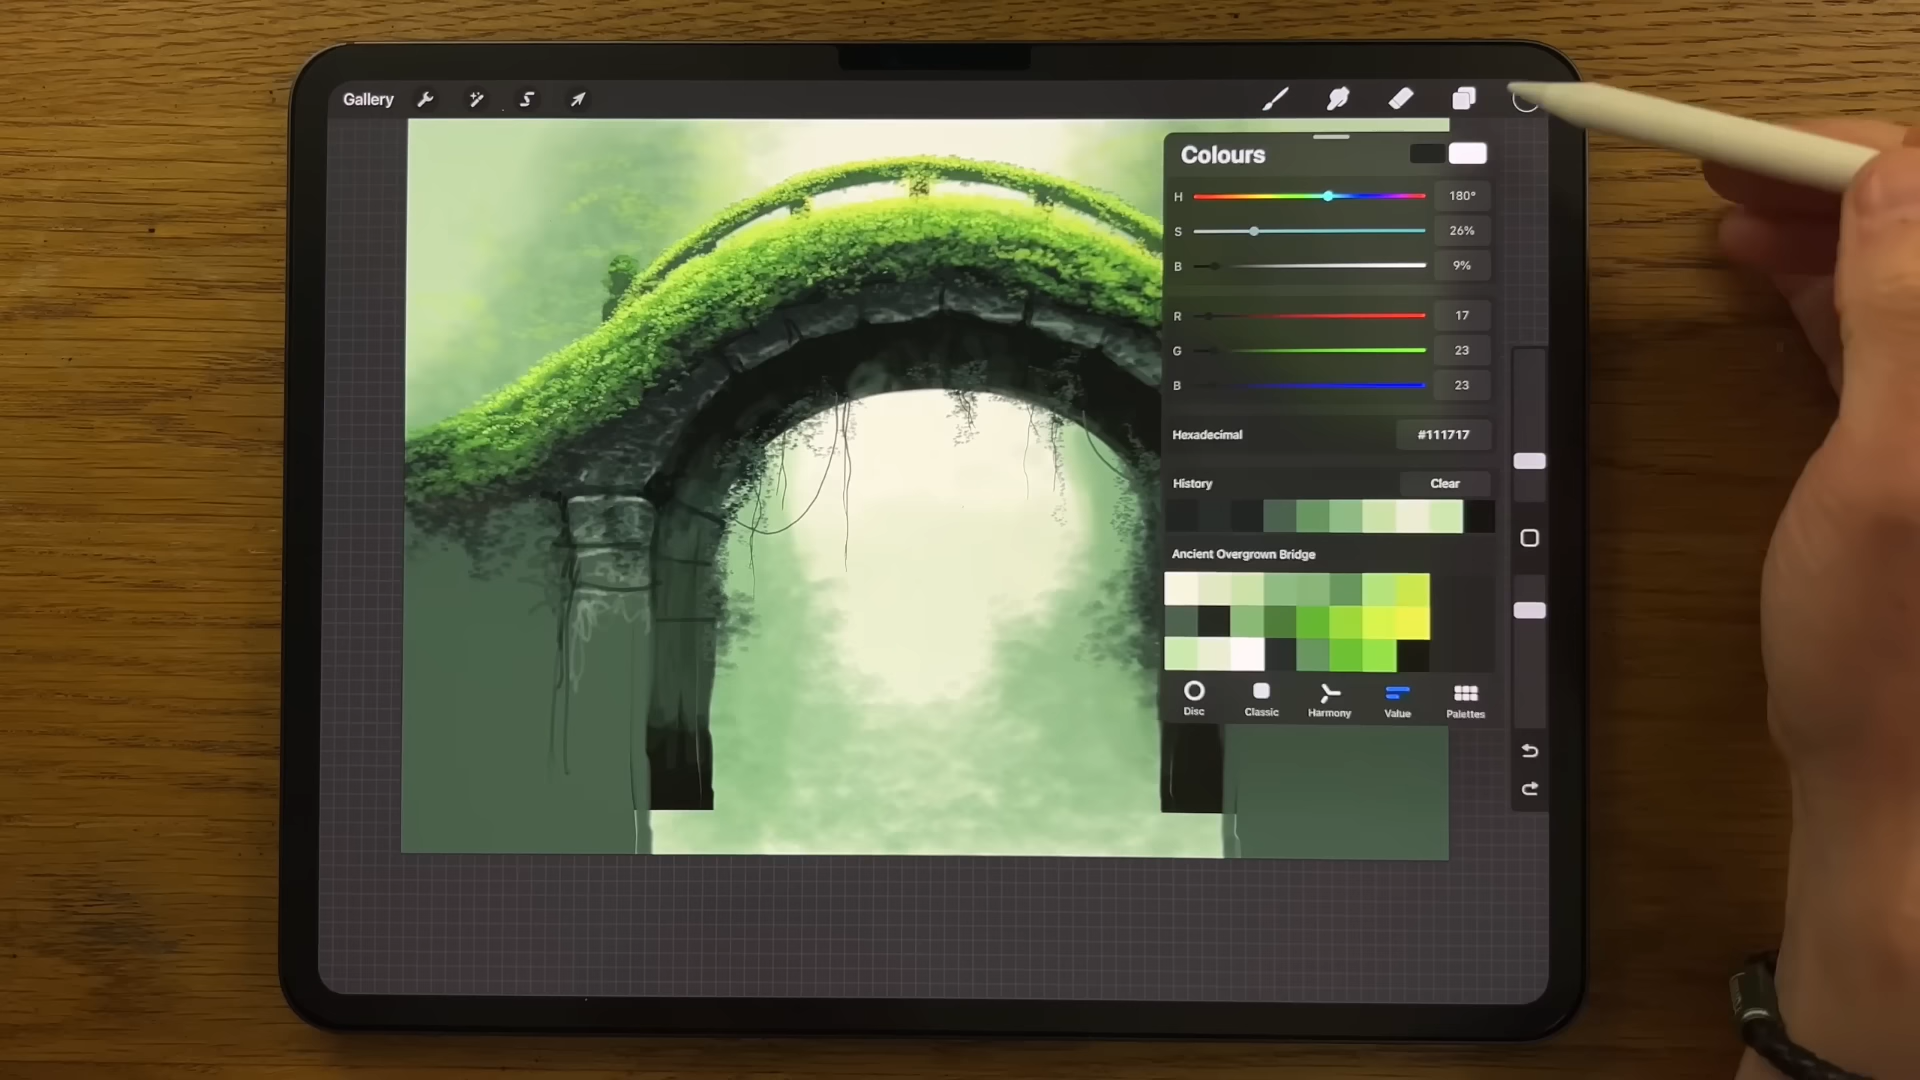 Gallery
Colours
H 180°
S 26%
B 9%
R 17
G 23
B 23
Hexadecimal #111717
History Clear
Ancient Overgrown Bridge
Disc Classic Harmony Value Palettes